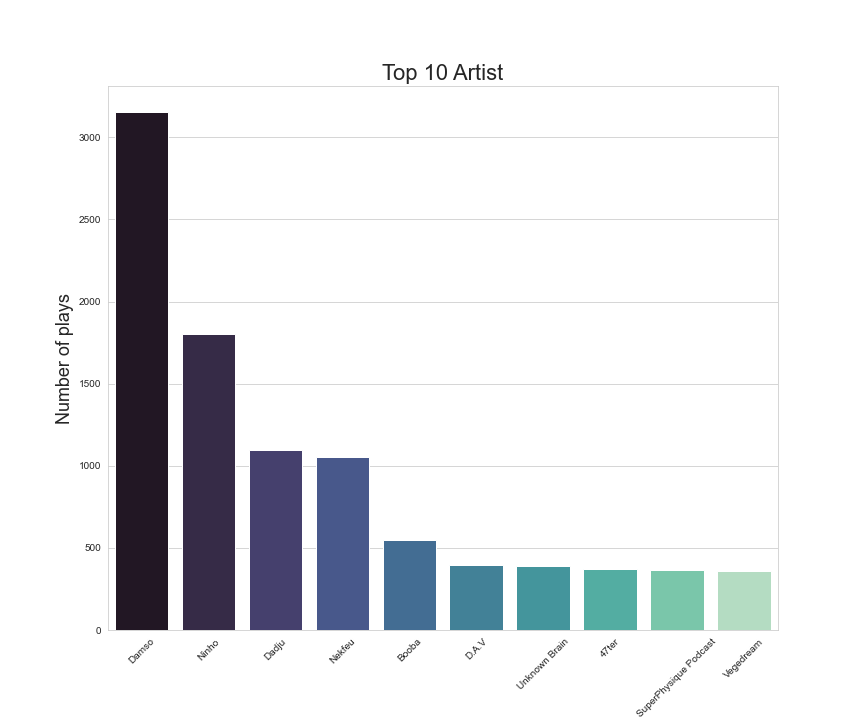 Top 10 Artist
Number of plays
3000
2500
2000
1500
1000
500
0
Damso
Ninho
Dadju
Nekfeu
Booba
D.A.V
Unknown Brain
47ter
SuperPhysique Podcast
Vegedream